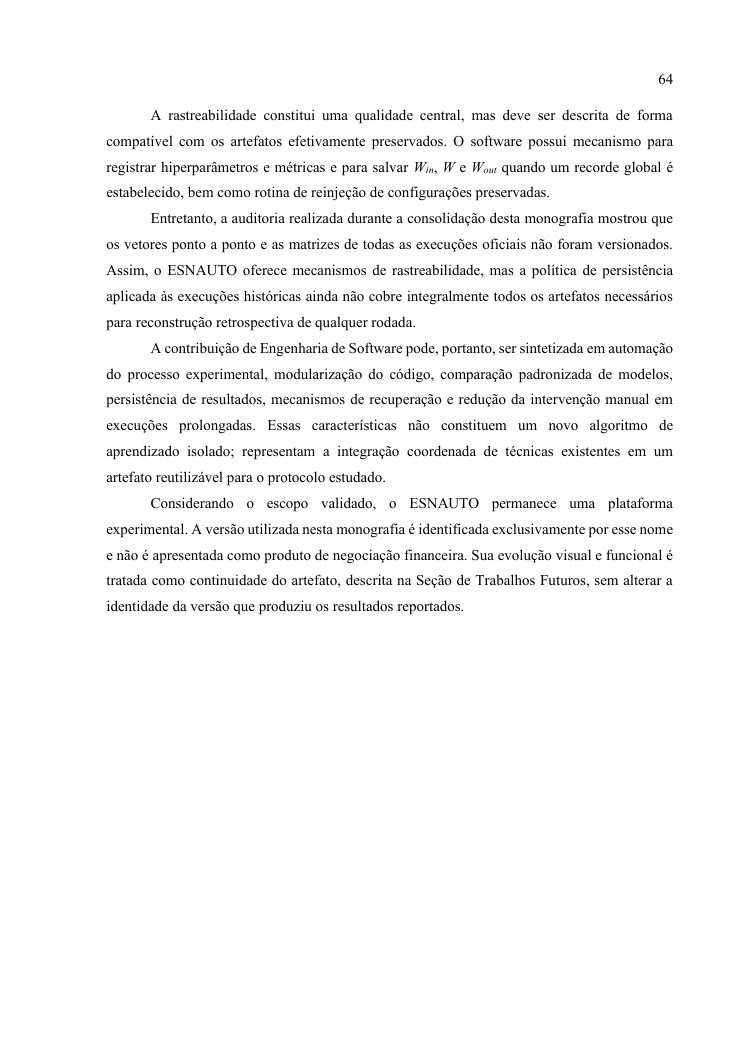 64
A rastreabilidade constitui uma qualidade central, mas deve ser descrita de forma
compatível com os artefatos efetivamente preservados. O software possui mecanismo para
registrar hiperparâmetros e métricas e para salvar Win, W e Wout quando um recorde global é
estabelecido, bem como rotina de reinjeção de configurações preservadas.
Entretanto, a auditoria realizada durante a consolidação desta monografia mostrou que
os vetores ponto a ponto e as matrizes de todas as execuções oficiais não foram versionados.
Assim, o ESNAUTO oferece mecanismos de rastreabilidade, mas a política de persistência
aplicada às execuções históricas ainda não cobre integralmente todos os artefatos necessários
para reconstrução retrospectiva de qualquer rodada.
A contribuição de Engenharia de Software pode, portanto, ser sintetizada em automação
do processo experimental, modularização do código, comparação padronizada de modelos,
persistência de resultados, mecanismos de recuperação e redução da intervenção manual em
execuções prolongadas. Essas características não constituem um novo algoritmo de
aprendizado isolado; representam a integração coordenada de técnicas existentes em um
artefato reutilizável para o protocolo estudado.
Considerando o escopo validado, o ESNAUTO permanece uma plataforma
experimental. A versão utilizada nesta monografia é identificada exclusivamente por esse nome
e não é apresentada como produto de negociação financeira. Sua evolução visual e funcional é
tratada como continuidade do artefato, descrita na Seção de Trabalhos Futuros, sem alterar a
identidade da versão que produziu os resultados reportados.